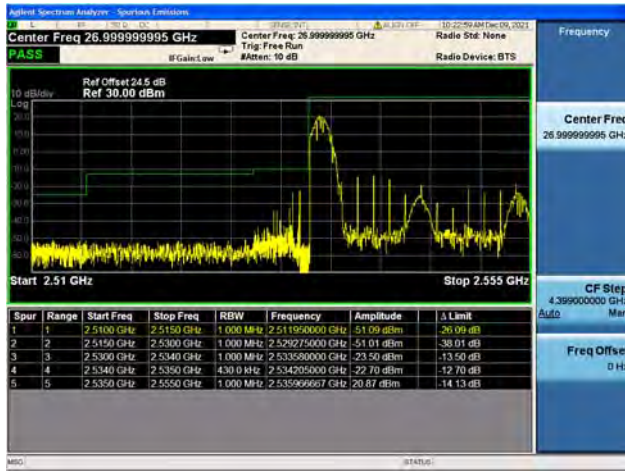 Agilent Spectrum Analyzer - Spurious Emissions
10:22:59 AM Dec 09, 2021
Frequency
Center Freq 26.999999995 GHz
Center Freq: 26.999999995 GHz
Radio Std: None
Trig: Free Run
PASS
IFGain:Low
#Atten: 10 dB
Radio Device: BTS
Ref Offset 24.5 dB
10 dB/div
Ref 30.00 dBm
Log
Center Freq
26.999999995 GHz
Start 2.51 GHz
Stop 2.555 GHz
CF Step
4.399000000 GHz
Auto Man
Spur Range Start Freq Stop Freq RBW Frequency Amplitude Δ Limit
1 1 2.5100 GHz 2.5150 GHz 1.000 MHz 2.511950000 GHz -51.09 dBm -26.09 dB
2 2 2.5150 GHz 2.5300 GHz 1.000 MHz 2.529275000 GHz -51.01 dBm -38.01 dB
3 3 2.5300 GHz 2.5340 GHz 1.000 MHz 2.533580000 GHz -23.50 dBm -13.50 dB
4 4 2.5340 GHz 2.5350 GHz 430.0 kHz 2.534205000 GHz -22.70 dBm -12.70 dB
5 5 2.5350 GHz 2.5550 GHz 1.000 MHz 2.535966667 GHz 20.87 dBm -14.13 dB
Freq Offset
0 Hz
MSG
STATUS